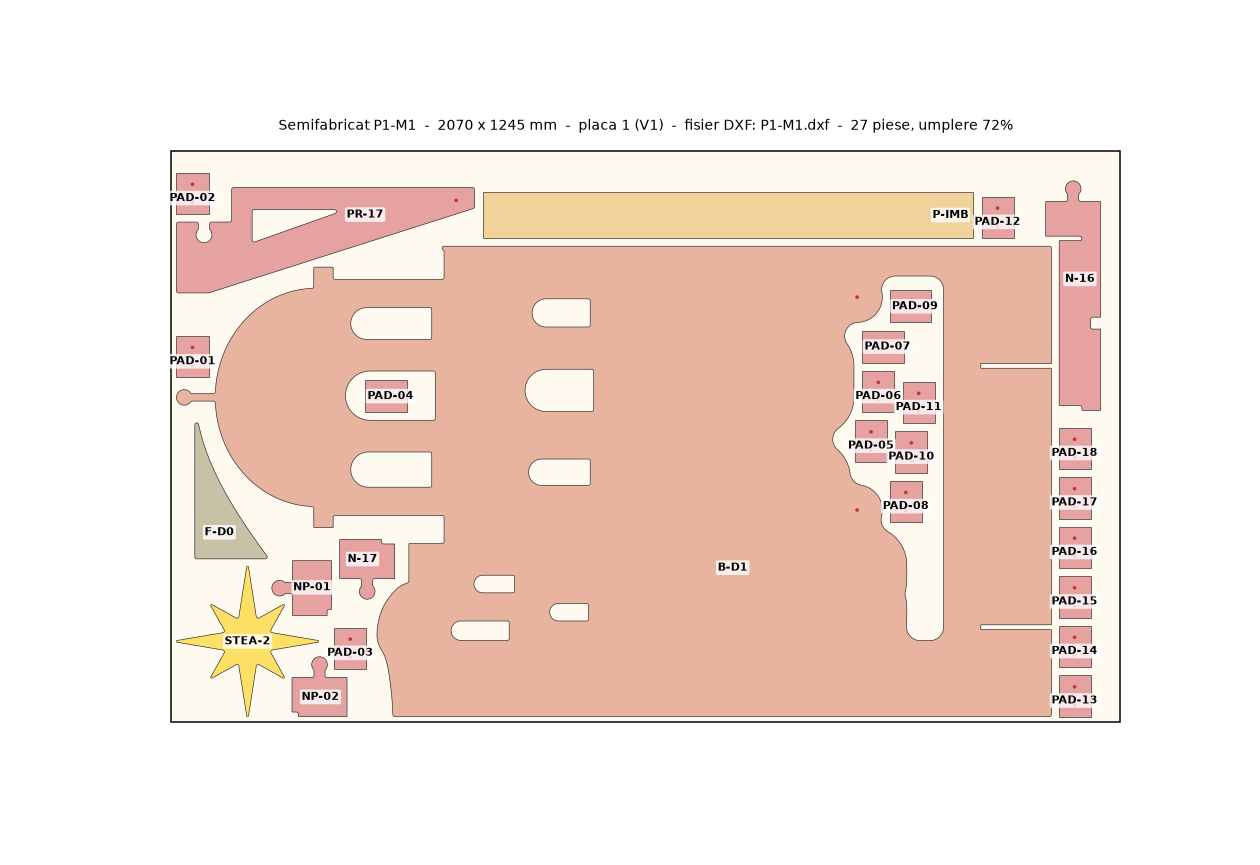 Semifabricat P1-M1 - 2070 x 1245 mm - placa 1 (V1) - fisier DXF: P1-M1.dxf - 27 piese, umplere 72%
PAD-02
PR-17
P-IMB
PAD-12
N-16
PAD-09
PAD-07
PAD-01
PAD-04
PAD-06
PAD-11
PAD-05
PAD-10
PAD-18
PAD-17
PAD-08
F-D0
PAD-16
N-17
B-D1
NP-01
PAD-15
STEA-2
PAD-03
PAD-14
NP-02
PAD-13